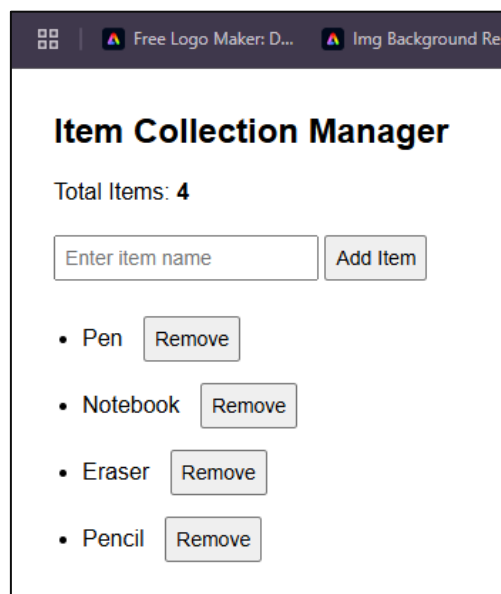 Free Logo Maker: D... Img Background Re
Item Collection Manager
Total Items: 4
Enter item name Add Item
Pen Remove
Notebook Remove
Eraser Remove
Pencil Remove